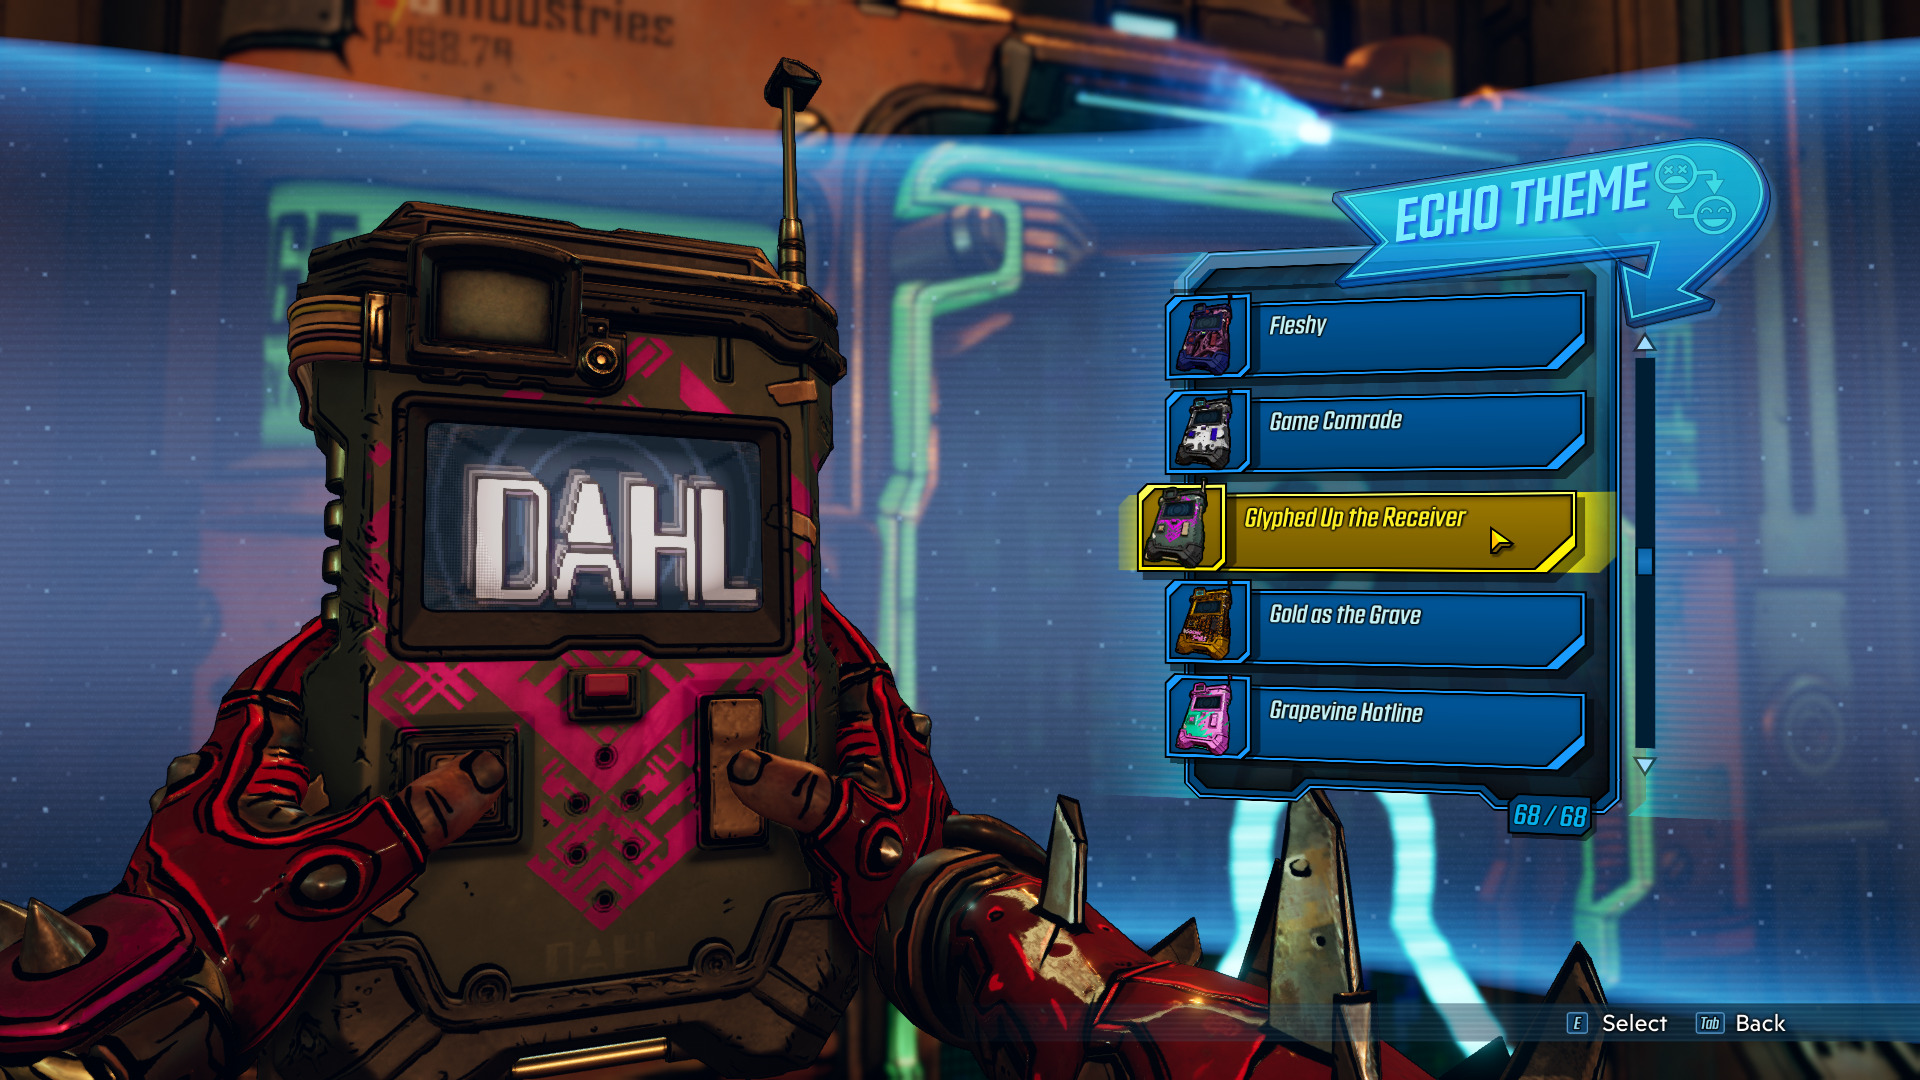 industries
P-198.79
ECHO THEME
Fleshy
Game Comrade
Glyphed Up the Receiver
Gold as the Grave
Grapevine Hotline
68 / 68
DAHL
DAHL
E Select Tab Back